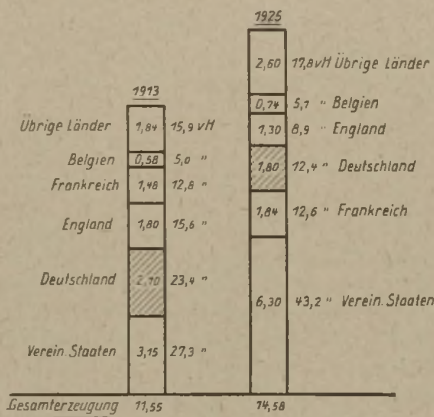 1913
Übrige Länder 1,84 15,9 vH
Belgien 0,58 5,0 "
Frankreich 1,48 12,8 "
England 1,80 15,6 "
Deutschland 2,70 23,4 "
Verein. Staaten 3,15 27,3 "
1925
2,60 17,8 vH Übrige Länder
0,74 5,1 " Belgien
1,30 8,9 " England
1,80 12,4 " Deutschland
1,84 12,6 " Frankreich
6,30 43,2 " Verein. Staaten
Gesamterzeugung 11,55 14,58